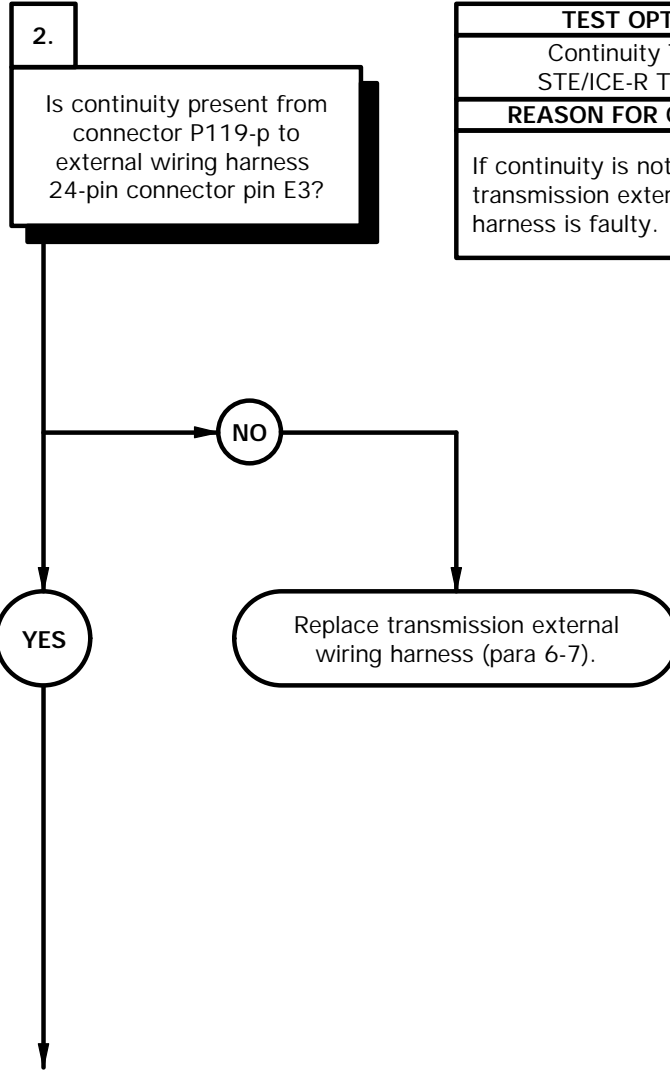 2.
Is continuity present from
connector P119-p to
external wiring harness
24-pin connector pin E3?
TEST OPT
Continuity
STE/ICE-R T
REASON FOR
If continuity is not
transmission exter
harness is faulty.
NO
YES
Replace transmission external
wiring harness (para 6-7).